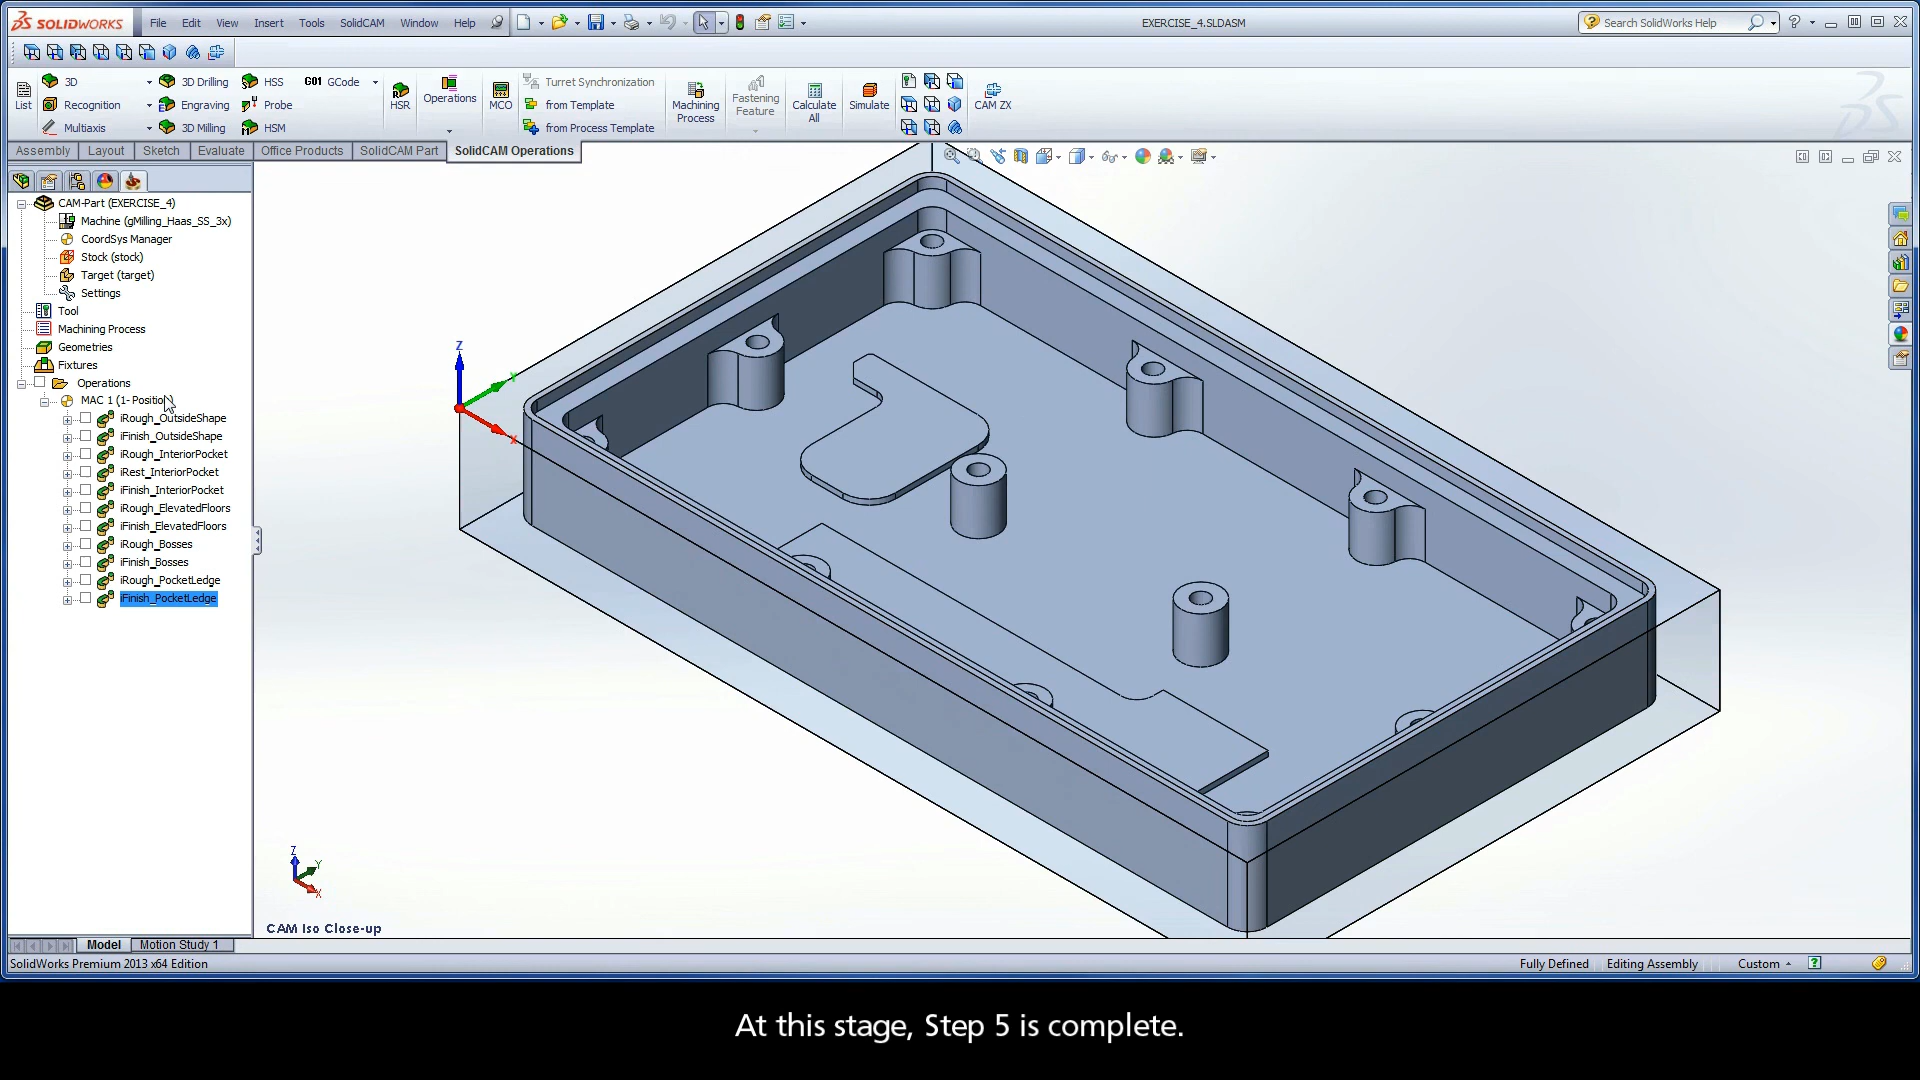 SOLIDWORKS File Edit View Insert Tools SolidCAM Window Help EXERCISE_4.SLDASM Search SolidWorks Help
3D 3D Drilling HSS G01 GCode Turret Synchronization
List Recognition Engraving Probe HSR Operations MCO from Template Machining Process Fastening Feature Calculate All Simulate CAM ZX
Multiaxis 3D Milling HSM from Process Template
Assembly Layout Sketch Evaluate Office Products SolidCAM Part SolidCAM Operations
CAM-Part (EXERCISE_4)
Machine (gMilling_Haas_SS_3x)
CoordSys Manager
Stock (stock)
Target (target)
Settings
Tool
Machining Process
Geometries
Fixtures
Operations
MAC 1 (1- Position)
iRough_OutsideShape
iFinish_OutsideShape
iRough_InteriorPocket
iRest_InteriorPocket
iFinish_InteriorPocket
iRough_ElevatedFloors
iFinish_ElevatedFloors
iRough_Bosses
iFinish_Bosses
iRough_PocketLedge
iFinish_PocketLedge
Z
Y
X
Z
Y
X
CAM Iso Close-up
Model Motion Study 1
SolidWorks Premium 2013 x64 Edition Fully Defined Editing Assembly Custom
At this stage, Step 5 is complete.